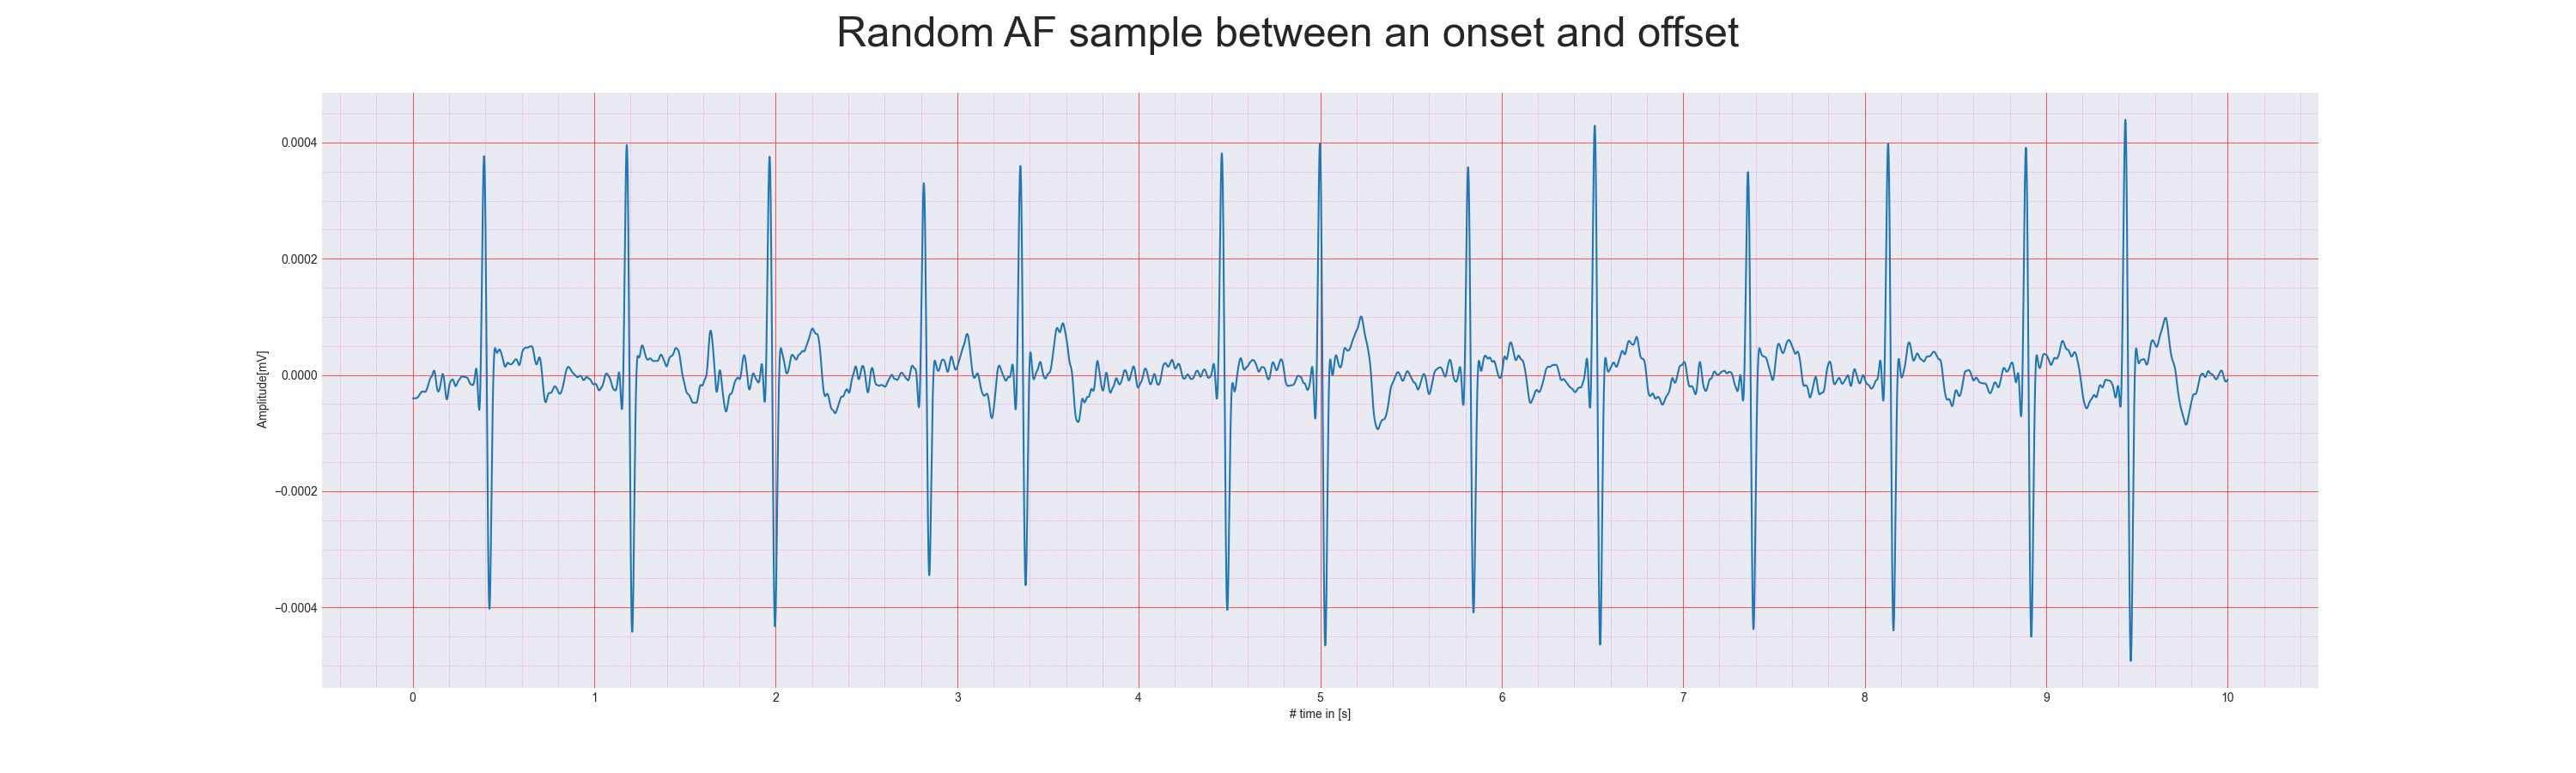 Random AF sample between an onset and offset
0.0004
0.0002
0.0000
−0.0002
−0.0004
Amplitude[mV]
0 1 2 3 4 5 6 7 8 9 10
# time in [s]